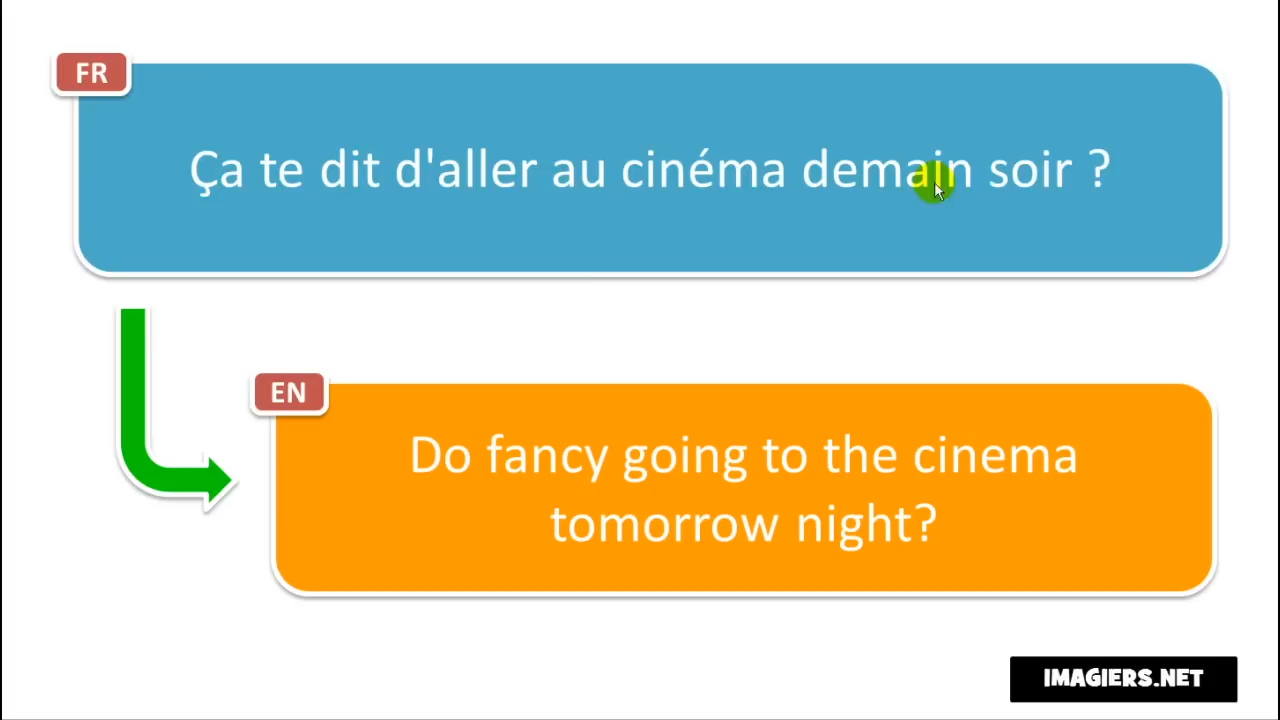 FR
Ça te dit d'aller au cinéma demain soir ?
EN
Do fancy going to the cinema
tomorrow night?
IMAGIERS.NET